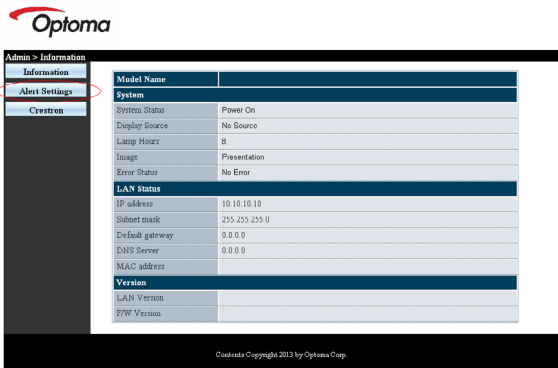 Optoma
Admin > Information
Information
Alert Settings
Crestron
Model Name
System
System Status Power On
Display Source No Source
Lamp Hours 8
Image Presentation
Error Status No Error
LAN Status
IP address 10.10.10.10
Subnet mask 255.255.255.0
Default gateway 0.0.0.0
DNS Server 0.0.0.0
MAC address
Version
LAN Version
F/W Version
Contents Copyright 2013 by Optoma Corp.